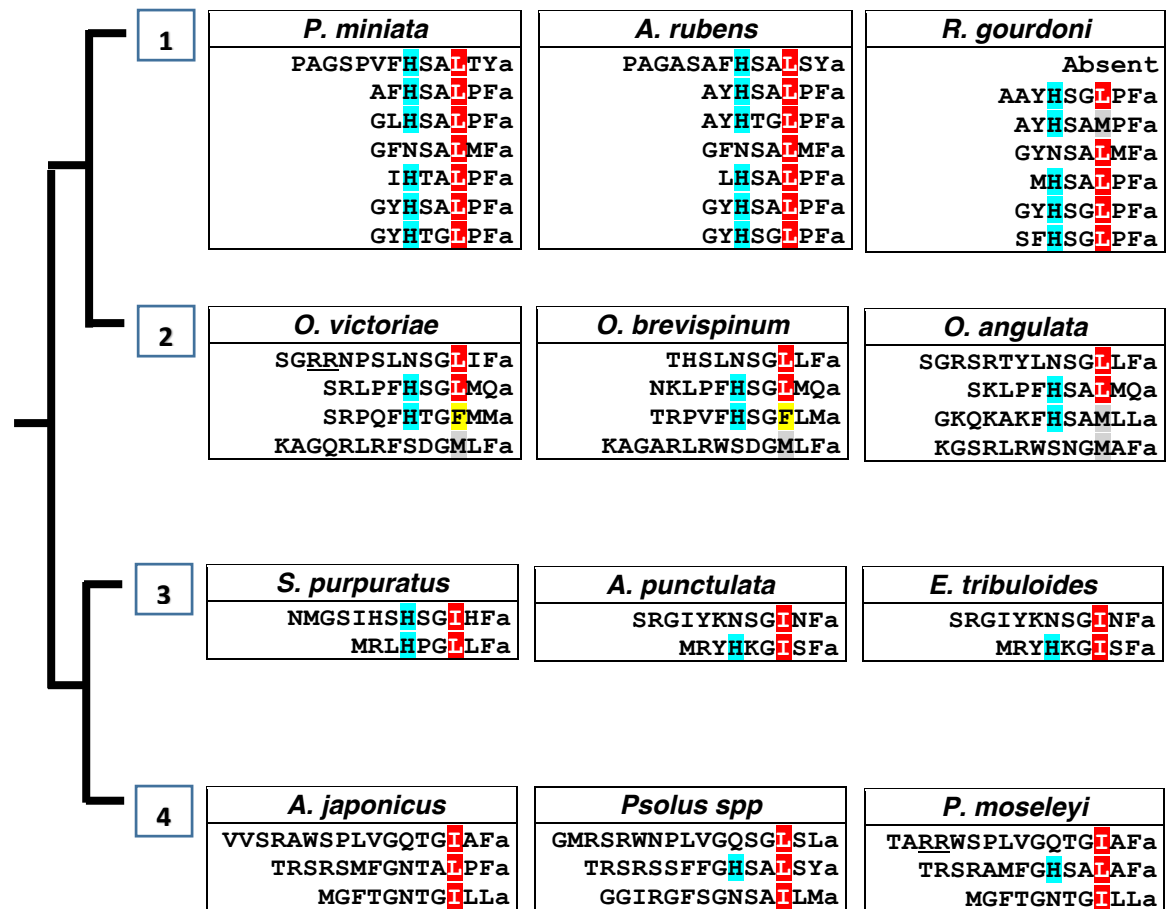 1
P. miniata
PAGSPVFHSALTYa
AFHSALPFa
GLHSALPFa
GFNSALMFa
IHTALPFa
GYHSALPFa
GYHTGLPFa
A. rubens
PAGASAFHSALSYa
AYHSALPFa
AYHTGLPFa
GFNSALMFa
LHSALPFa
GYHSALPFa
GYHSGLPFa
R. gourdoni
Absent
AAYHSGLPFa
AYHSAMPFa
GYNSALMFa
MHSALPFa
GYHSGLPFa
SFHSGLPFa
2
O. victoriae
SGRRNPSLNSGLIFa
SRLPFHSGLMQa
SRPQFHTGFMMa
KAGQRLRFSDGMLFa
O. brevispinum
THSLNSGLLFa
NKLPFHSGLMQa
TRPVFHSGFLMa
KAGARLRWSDGMLFa
O. angulata
SGRSRTYLNSGLLFa
SKLPFHSALMQa
GKQKAKFHSAMLLa
KGSRLRWSNGMAFa
3
S. purpuratus
NMGSIHSHSGIHFa
MRLHPGLLFa
A. punctulata
SRGIYKNSGINFa
MRYHKGISFa
E. tribuloides
SRGIYKNSGINFa
MRYHKGISFa
4
A. japonicus
VVSRAWSPLVGQTGIAFa
TRSRSMFGNTALPFa
MGFTGNTGILLa
Psolus spp
GMRSRWNPLVGQSGLSLa
TRSRSSFFGHSALSYa
GGIRGFSGNSAILMa
P. moseleyi
TARRWSPLVGQTGIAFa
TRSRAMFGHSALAFa
MGFTGNTGILLa